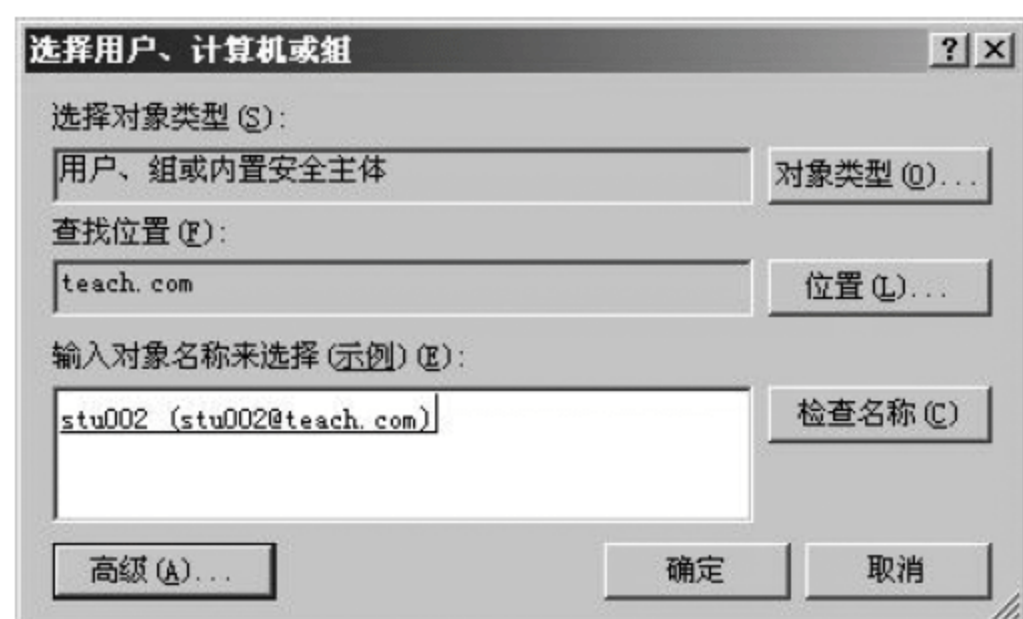 选择用户、计算机或组
选择对象类型(S):
用户、组或内置安全主体
对象类型(O)...
查找位置(F):
teach.com
位置(L)...
输入对象名称来选择(示例)(E):
stu002 (stu002@teach.com)
检查名称(C)
高级(A)...
确定
取消